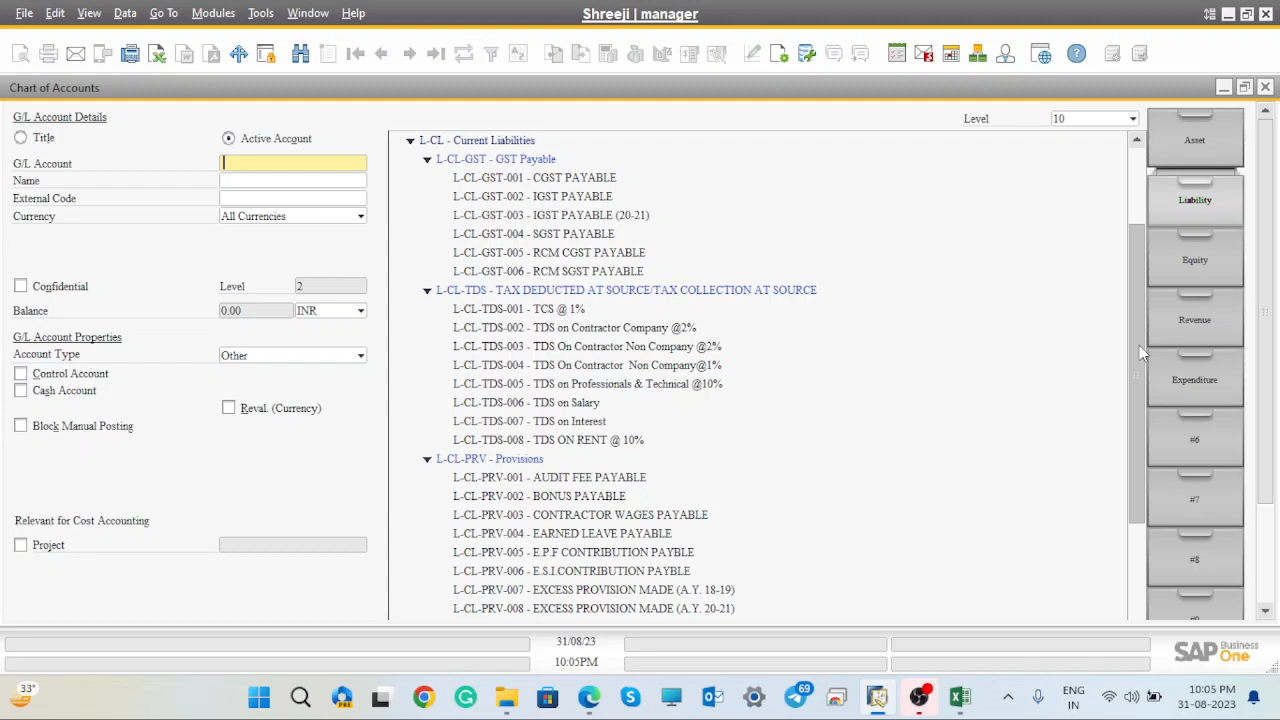 File Edit View Data Go To Modules Tools Window Help
Shreeji | manager
Chart of Accounts
G/L Account Details
Title
Active Account
G/L Account
Name
External Code
Currency
All Currencies
Confidential
Level
2
Balance
0.00
INR
G/L Account Properties
Account Type
Other
Control Account
Cash Account
Reval. (Currency)
Block Manual Posting
Relevant for Cost Accounting
Project
Level
10
L-CL - Current Liabilities
L-CL-GST - GST Payable
L-CL-GST-001 - CGST PAYABLE
L-CL-GST-002 - IGST PAYABLE
L-CL-GST-003 - IGST PAYABLE (20-21)
L-CL-GST-004 - SGST PAYABLE
L-CL-GST-005 - RCM CGST PAYABLE
L-CL-GST-006 - RCM SGST PAYABLE
L-CL-TDS - TAX DEDUCTED AT SOURCE/TAX COLLECTION AT SOURCE
L-CL-TDS-001 - TCS @ 1%
L-CL-TDS-002 - TDS on Contractor Company @2%
L-CL-TDS-003 - TDS On Contractor Non Company @2%
L-CL-TDS-004 - TDS On Contractor  Non Company@1%
L-CL-TDS-005 - TDS on Professionals & Technical @10%
L-CL-TDS-006 - TDS on Salary
L-CL-TDS-007 - TDS on Interest
L-CL-TDS-008 - TDS ON RENT @ 10%
L-CL-PRV - Provisions
L-CL-PRV-001 - AUDIT FEE PAYABLE
L-CL-PRV-002 - BONUS PAYABLE
L-CL-PRV-003 - CONTRACTOR WAGES PAYABLE
L-CL-PRV-004 - EARNED LEAVE PAYABLE
L-CL-PRV-005 - E.P.F CONTRIBUTION PAYBLE
L-CL-PRV-006 - E.S.I.CONTRIBUTION PAYBLE
L-CL-PRV-007 - EXCESS PROVISION MADE (A.Y. 18-19)
L-CL-PRV-008 - EXCESS PROVISION MADE (A.Y. 20-21)
Asset
Liability
Equity
Revenue
Expenditure
#6
#7
#8
31/08/23
10:05PM
SAP Business One
33°
PRE
69
ENG
IN
10:05 PM
31-08-2023